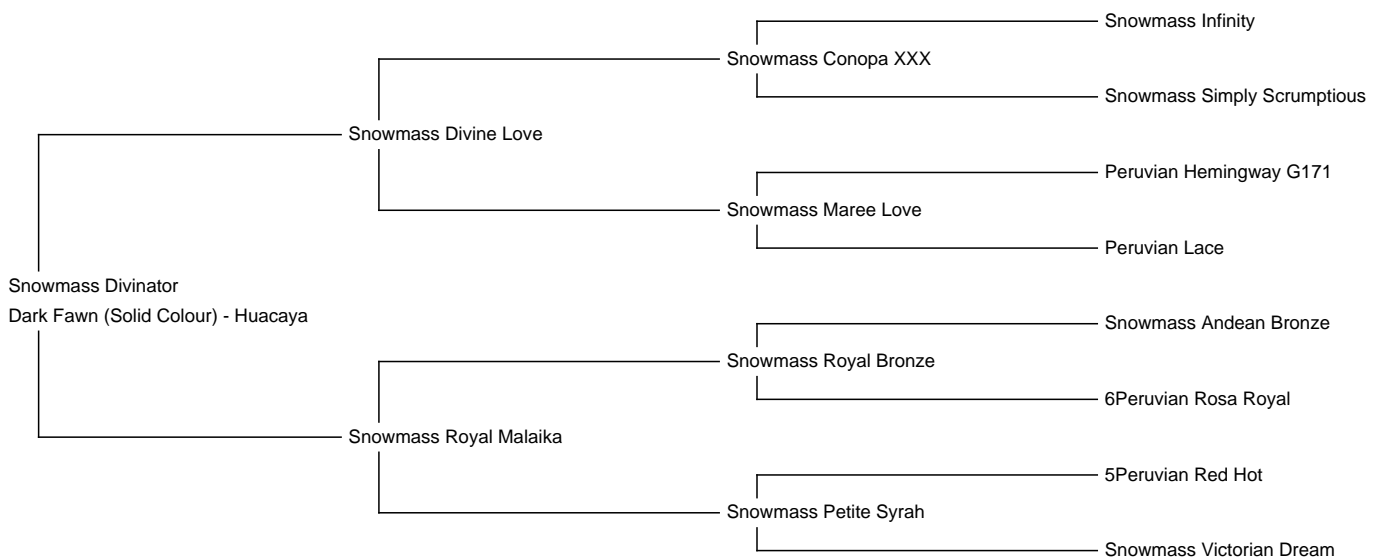 Snowmass Infinity
Snowmass Conopa XXX
Snowmass Simply Scrumptious
Snowmass Divine Love
Peruvian Hemingway G171
Snowmass Maree Love
Peruvian Lace
Snowmass Divinator
Dark Fawn (Solid Colour) - Huacaya
Snowmass Andean Bronze
Snowmass Royal Bronze
6Peruvian Rosa Royal
Snowmass Royal Malaika
5Peruvian Red Hot
Snowmass Petite Syrah
Snowmass Victorian Dream